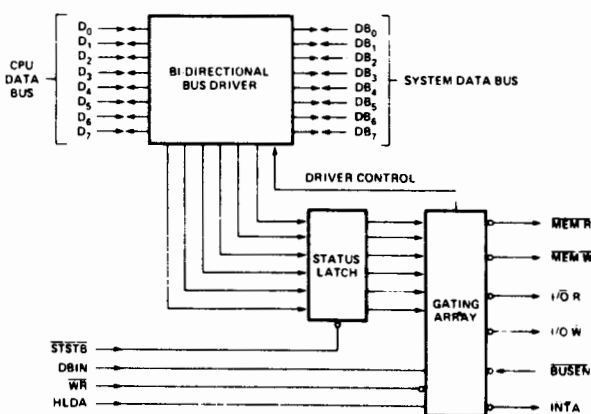 CPU
DATA
BUS
D0
D1
D2
D3
D4
D5
D6
D7
BI-DIRECTIONAL
BUS DRIVER
DB0
DB1
DB2
DB3
DB4
DB5
DB6
DB7
SYSTEM DATA BUS
DRIVER CONTROL
STATUS
LATCH
GATING
ARRAY
STSTB
DBIN
WR
HLDA
MEM R
MEM W
I/O R
I/O W
BUSEN
INTA